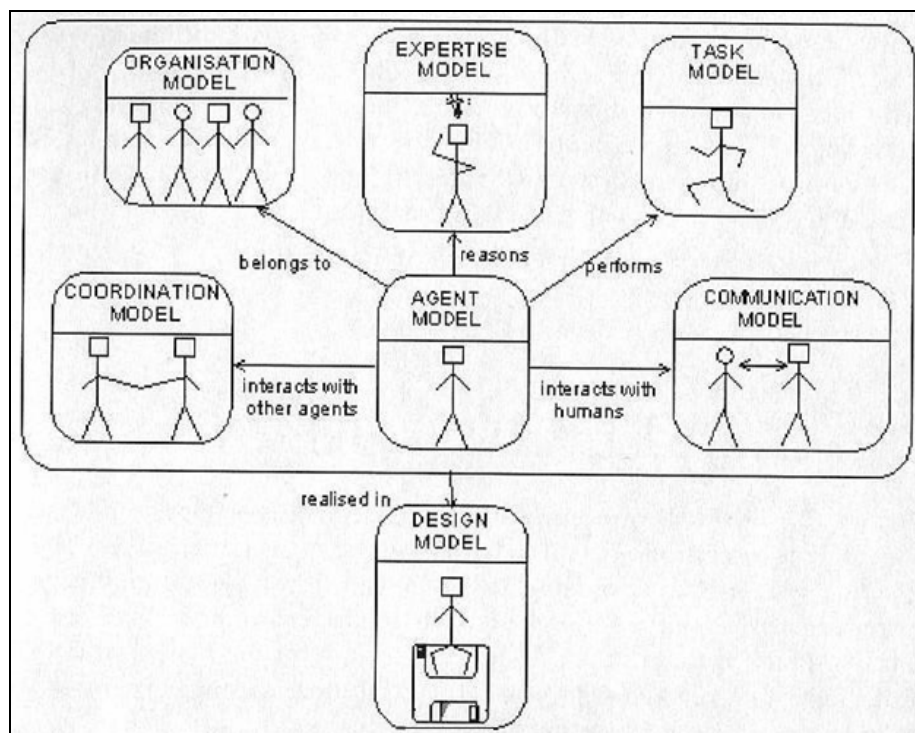 ORGANISATION
MODEL
EXPERTISE
MODEL
TASK
MODEL
belongs to
reasons
performs
COORDINATION
MODEL
AGENT
MODEL
COMMUNICATION
MODEL
interacts with
other agents
interacts with
humans
realised in
DESIGN
MODEL